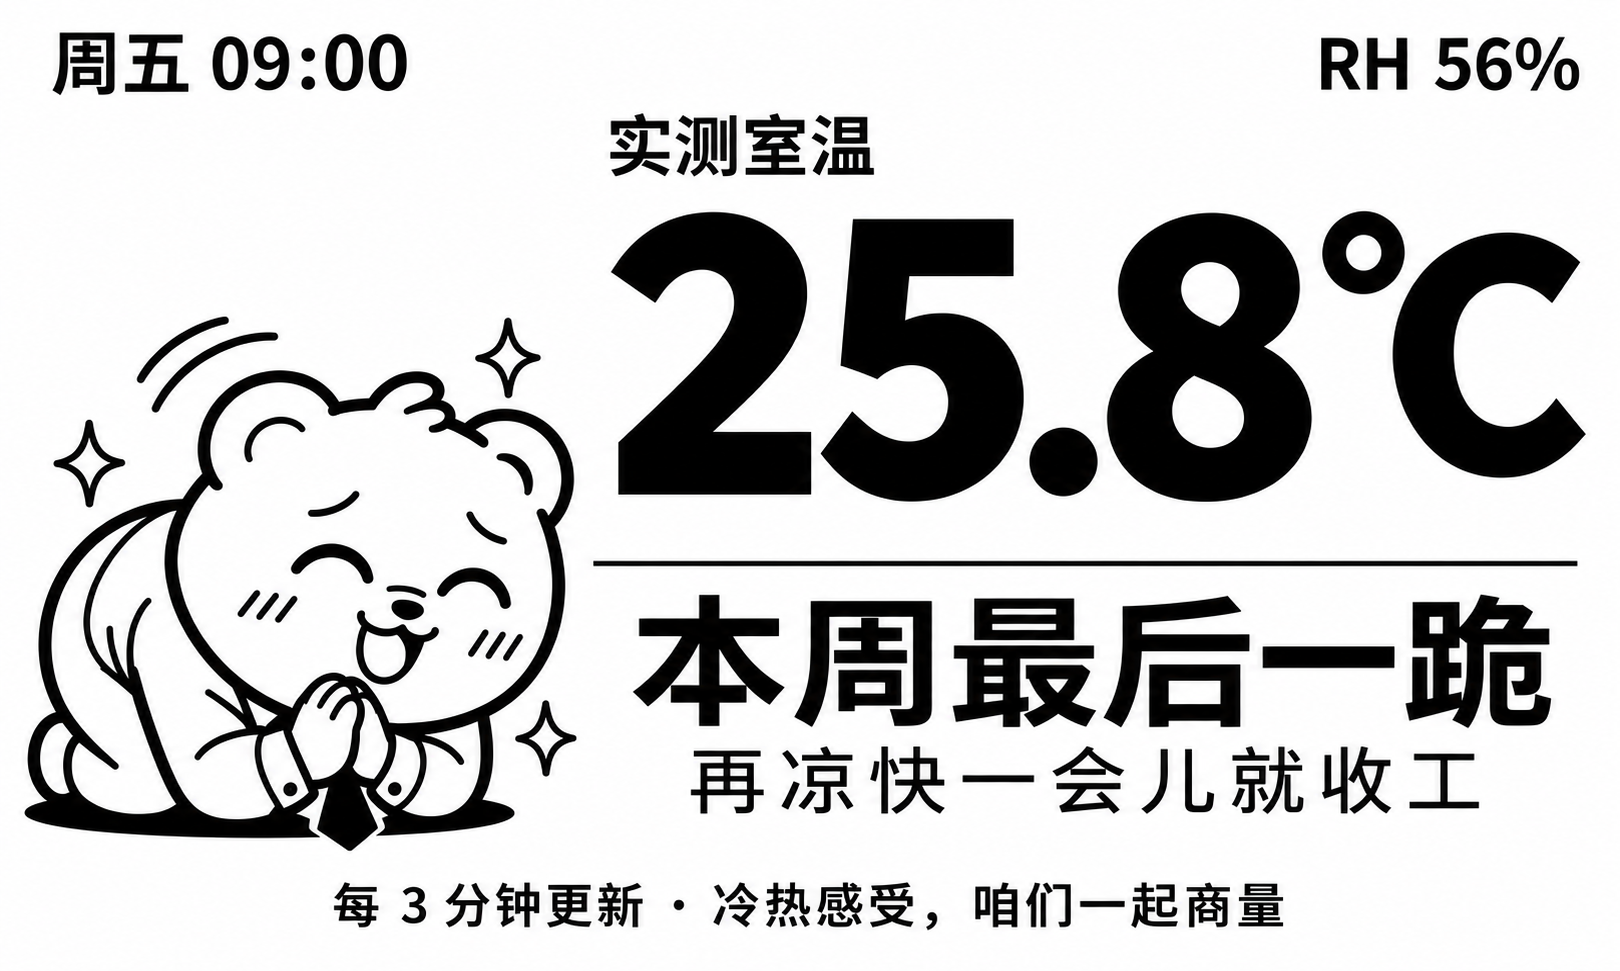 周五 09:00
RH 56%
实测室温
25.8℃
本周最后一跪
再凉快一会儿就收工
每 3 分钟更新 · 冷热感受，咱们一起商量